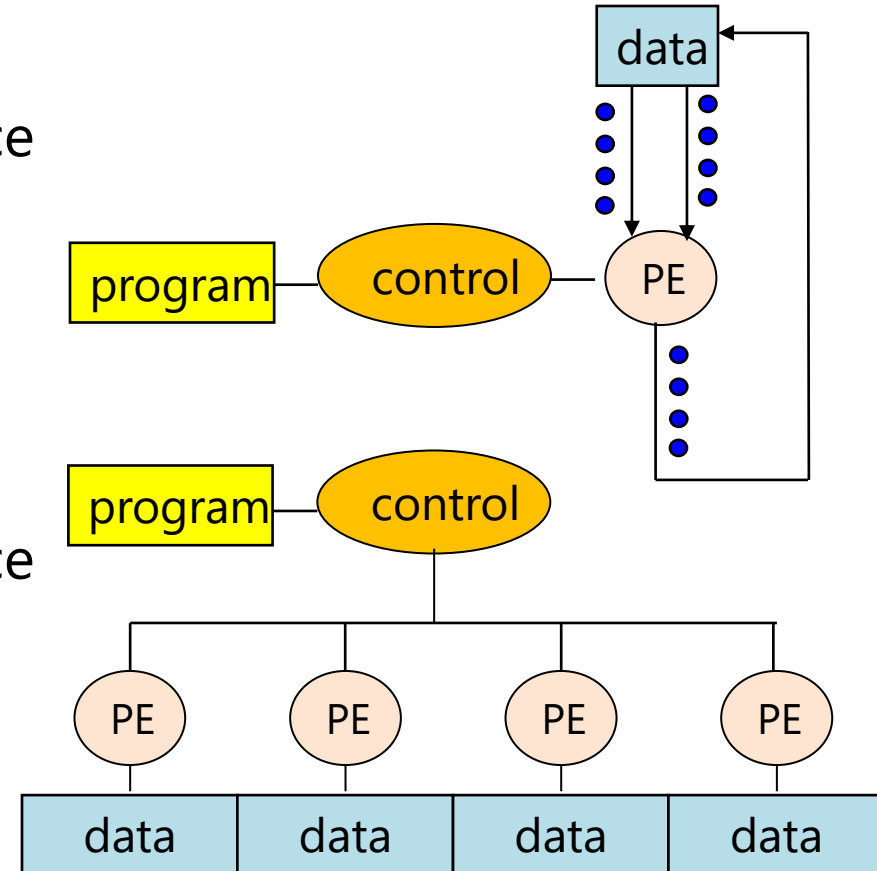 data
program
control
PE
program
control
PE
PE
PE
PE
data
data
data
data